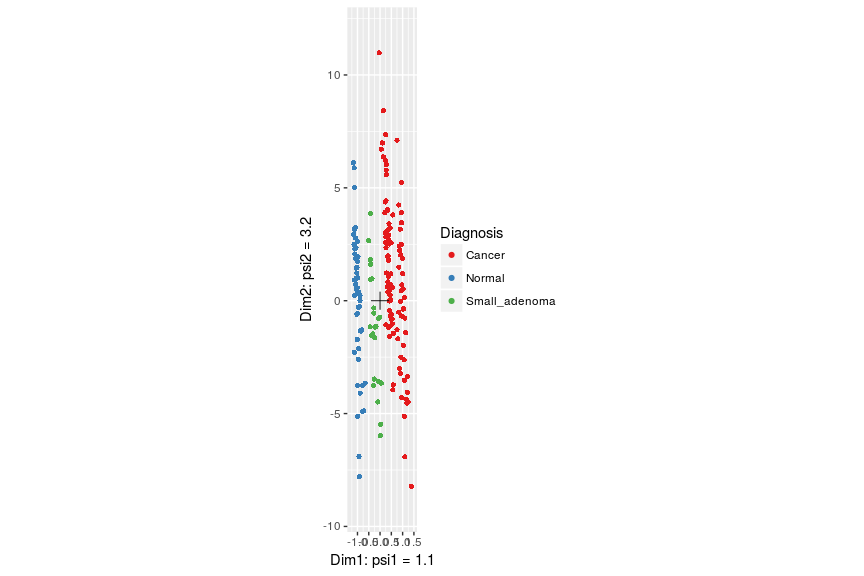 10
5
0
-5
-10
Dim2: psi2 = 3.2
Dim1: psi1 = 1.1
Diagnosis
Cancer
Normal
Small_adenoma